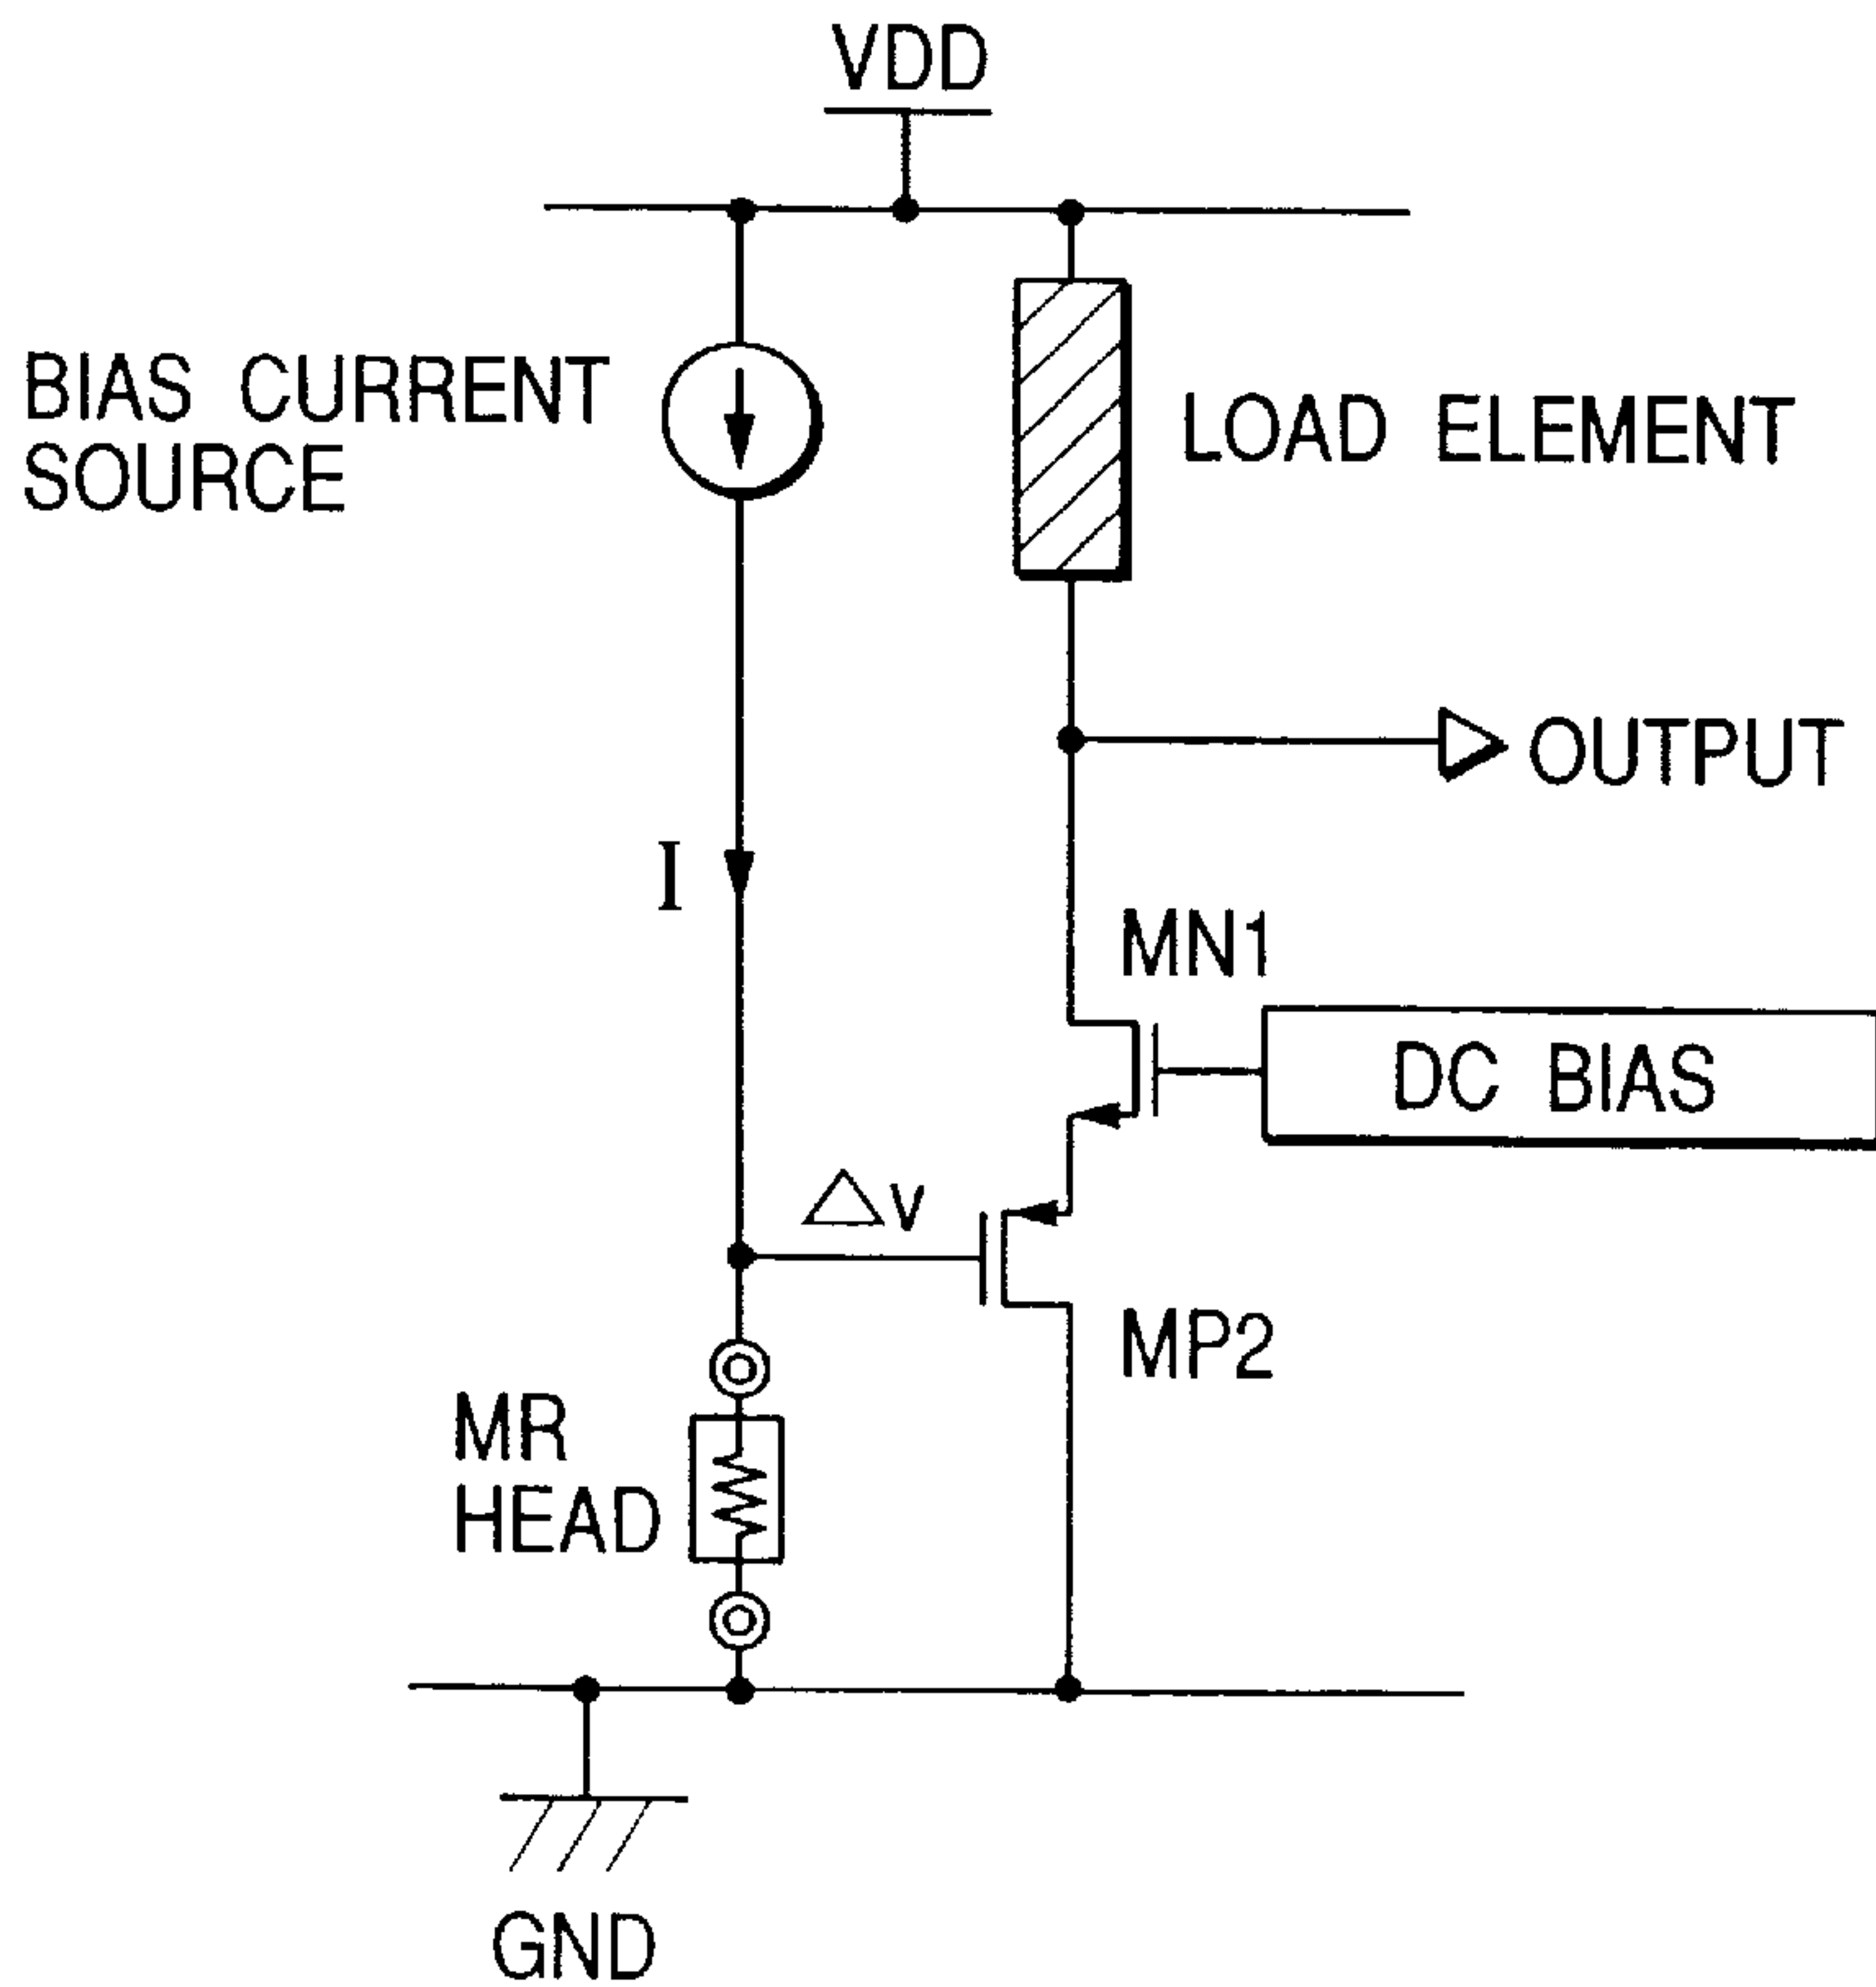 VDD
BIAS CURRENT
SOURCE
LOAD ELEMENT
OUTPUT
I
MN1
DC BIAS
△v
MP2
MR
HEAD
GND